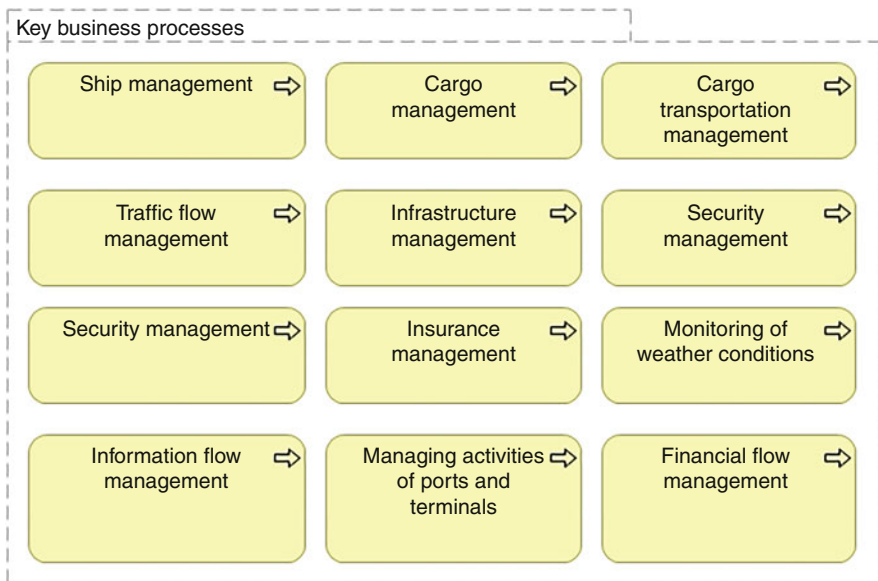 Key business processes
Ship management
Cargo
management
Cargo
transportation
management
Traffic flow
management
Infrastructure
management
Security
management
Security management
Insurance
management
Monitoring of
weather conditions
Information flow
management
Managing activities
of ports and
terminals
Financial flow
management